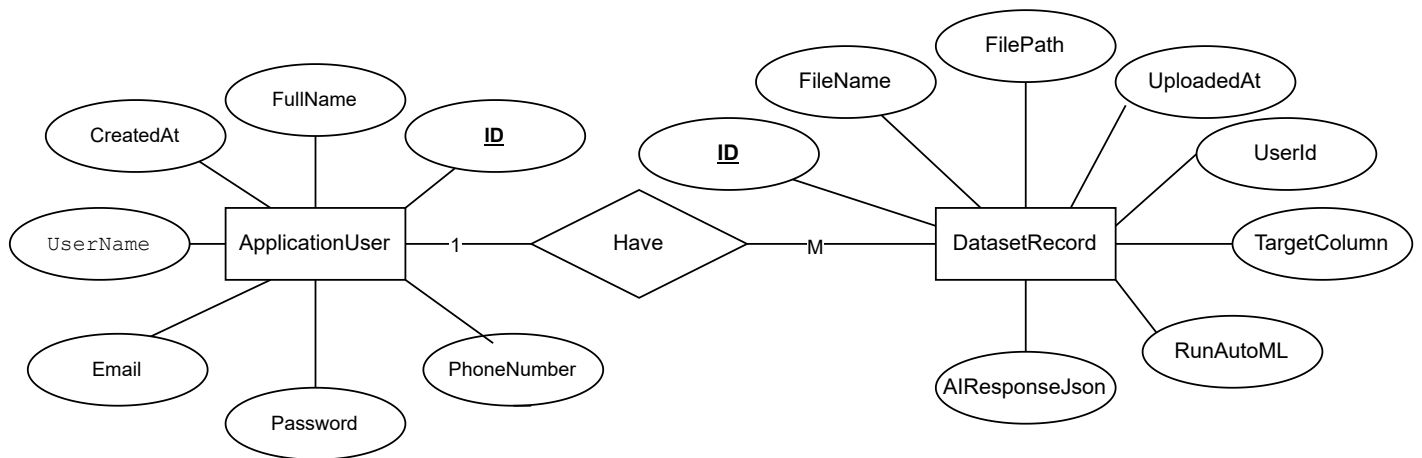 FilePath
FileName
UploadedAt
FullName
CreatedAt
ID
ID
UserId
UserName
ApplicationUser
1
Have
M
DatasetRecord
TargetColumn
Email
PhoneNumber
RunAutoML
AIResponseJson
Password